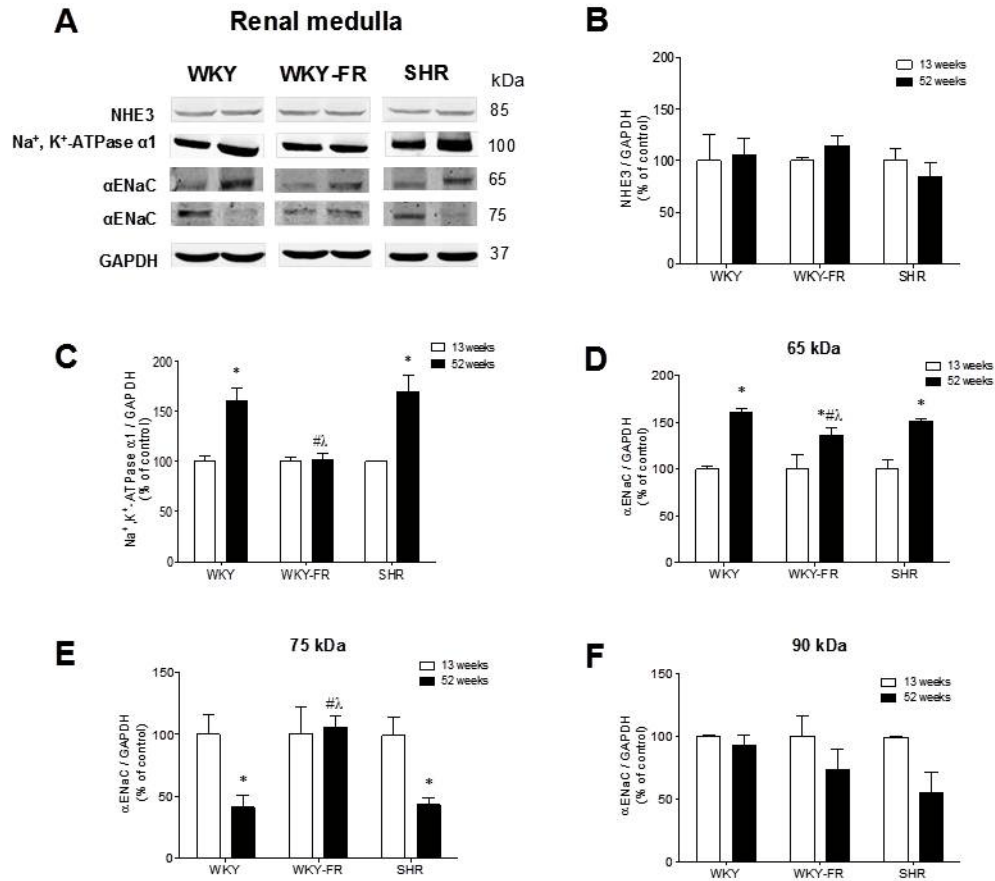 A
Renal medulla
WKY
WKY-FR
SHR
kDa
NHE3
85
Na⁺, K⁺-ATPase α1
100
αENaC
65
αENaC
75
GAPDH
37
B
13 weeks
52 weeks
NHE3 / GAPDH
(% of control)
200
150
100
50
0
WKY
WKY-FR
SHR
C
13 weeks
52 weeks
Na⁺,K⁺-ATPase α1 / GAPDH
(% of control)
200
150
100
50
0
*
#λ
*
WKY
WKY-FR
SHR
D
65 kDa
13 weeks
52 weeks
αENaC / GAPDH
(% of control)
200
150
100
50
0
*
*#λ
*
WKY
WKY-FR
SHR
E
75 kDa
13 weeks
52 weeks
αENaC / GAPDH
(% of control)
150
100
50
0
*
#λ
*
WKY
WKY-FR
SHR
F
90 kDa
13 weeks
52 weeks
αENaC / GAPDH
(% of control)
150
100
50
0
WKY
WKY-FR
SHR